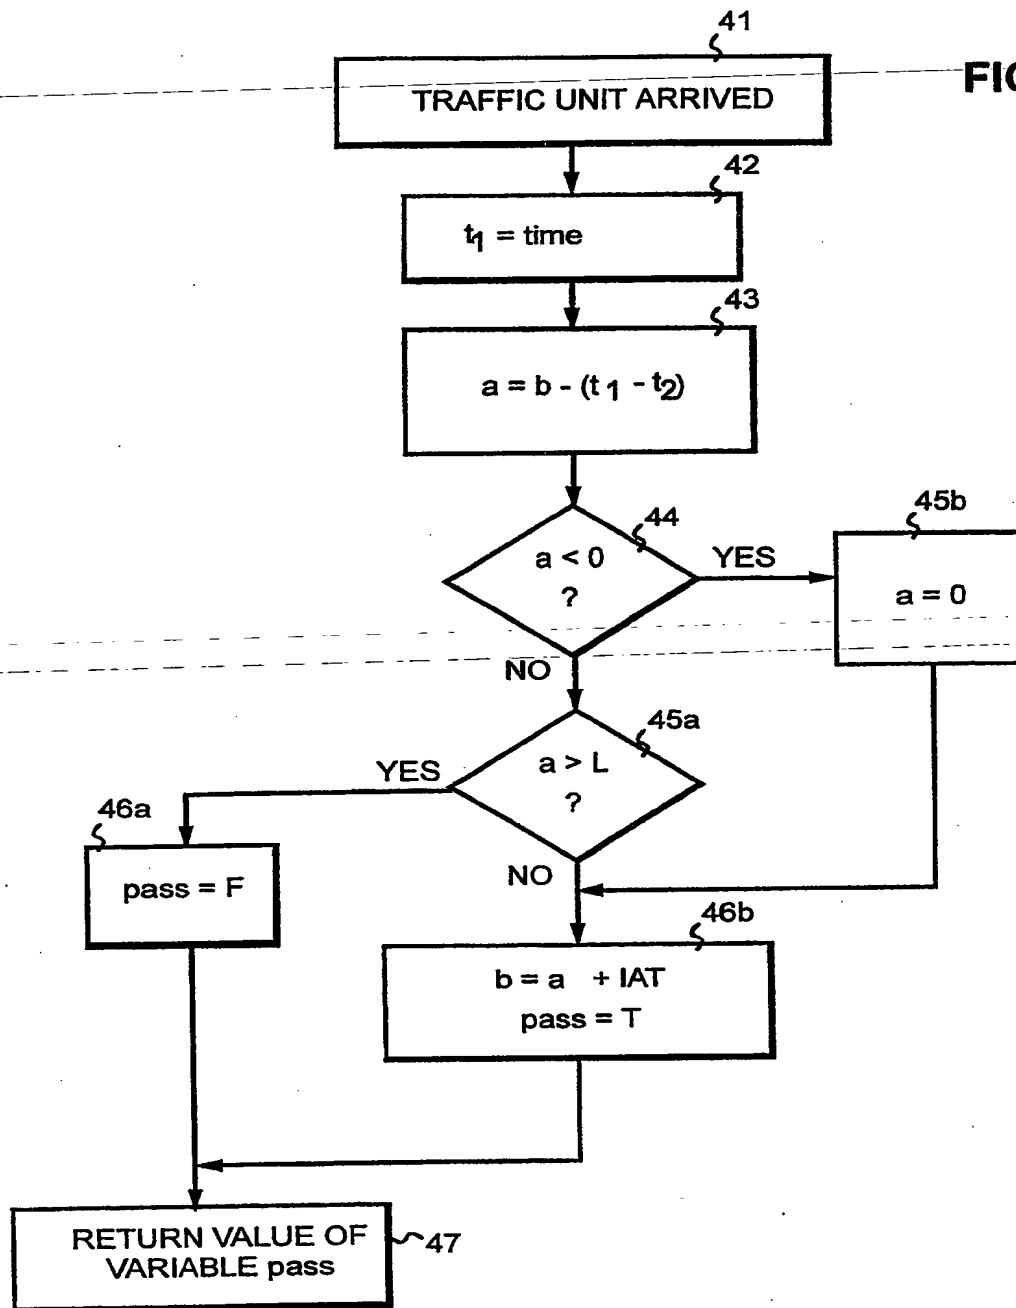 41
FIG
TRAFFIC UNIT ARRIVED
42
t1 = time
43
a = b - (t1 - t2)
44
a < 0
?
YES
45b
a = 0
NO
45a
a > L
?
YES
46a
pass = F
NO
46b
b = a + IAT
pass = T
RETURN VALUE OF
VARIABLE pass
47